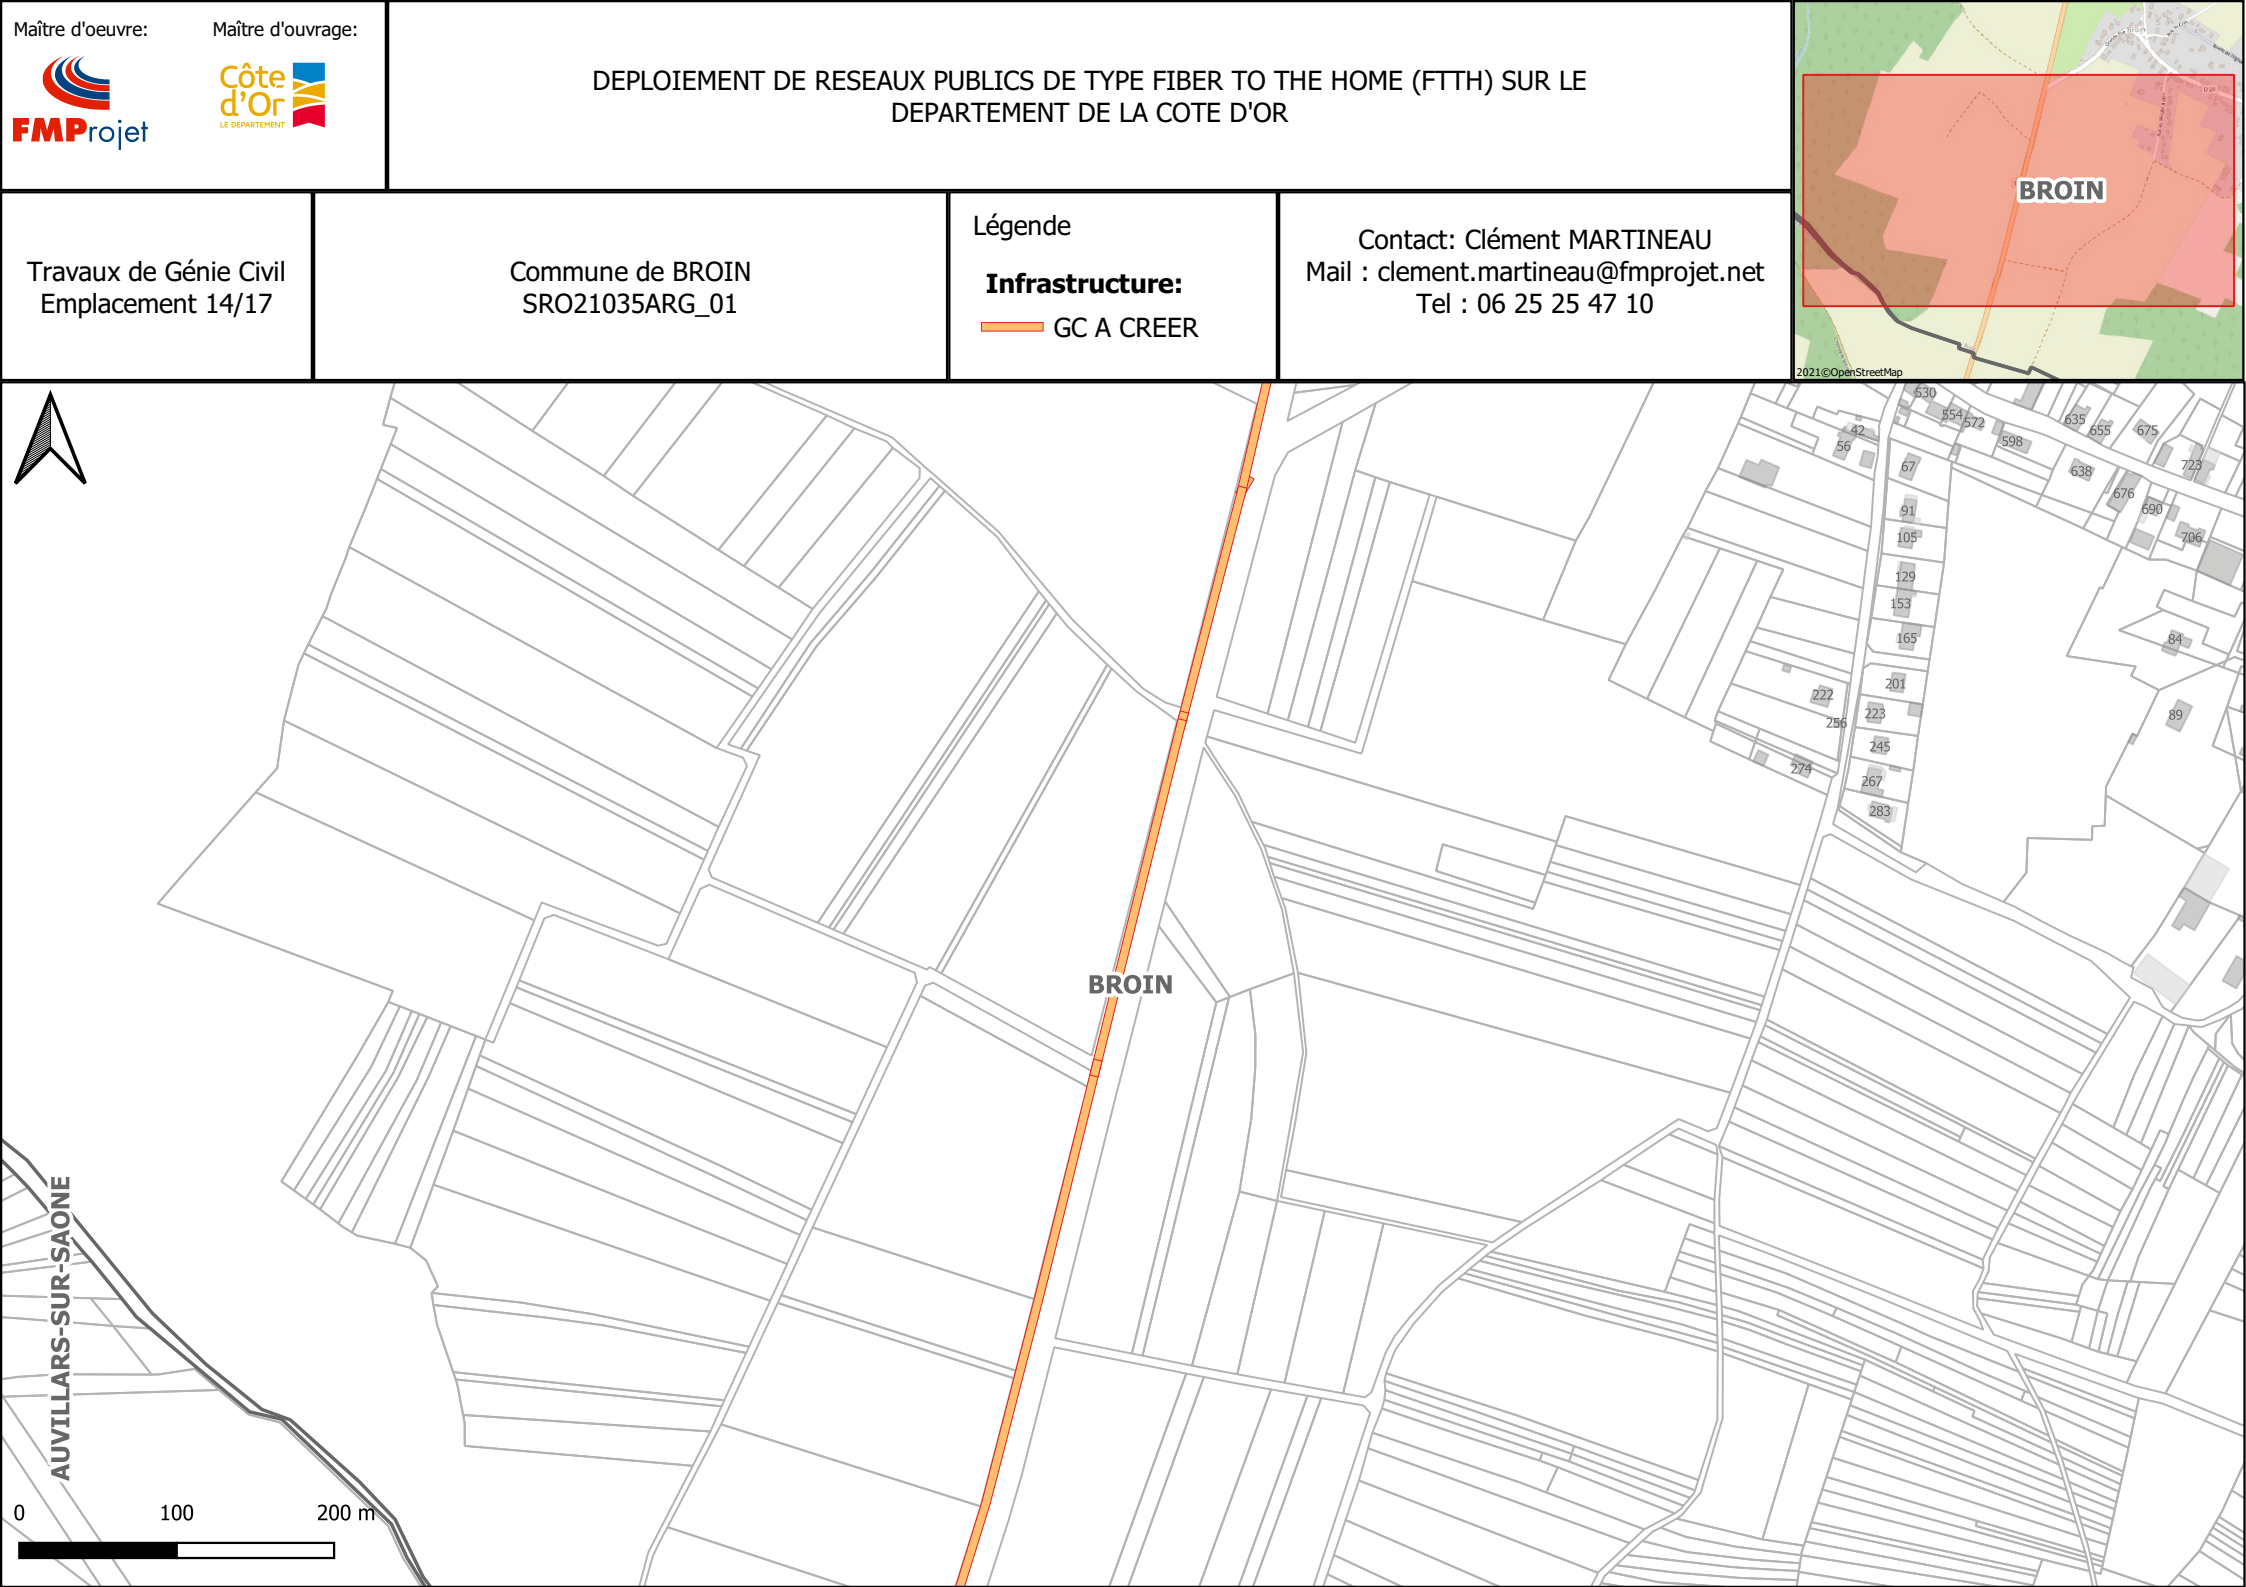 Maître d'oeuvre:
Maître d'ouvrage:
FMProjet
Côte
d'Or
LE DÉPARTEMENT
DEPLOIEMENT DE RESEAUX PUBLICS DE TYPE FIBER TO THE HOME (FTTH) SUR LE
DEPARTEMENT DE LA COTE D'OR
Travaux de Génie Civil
Emplacement 14/17
Commune de BROIN
SRO21035ARG_01
Légende
Infrastructure:
GC A CREER
Contact: Clément MARTINEAU
Mail : clement.martineau@fmprojet.net
Tel : 06 25 25 47 10
BROIN
2021©OpenStreetMap
530
554
572
598
635
655
675
723
42
56
67
638
676
690
706
91
105
129
153
165
84
201
222
223
256
89
245
274
267
283
BROIN
AUVILLARS-SUR-SAONE
0
100
200 m